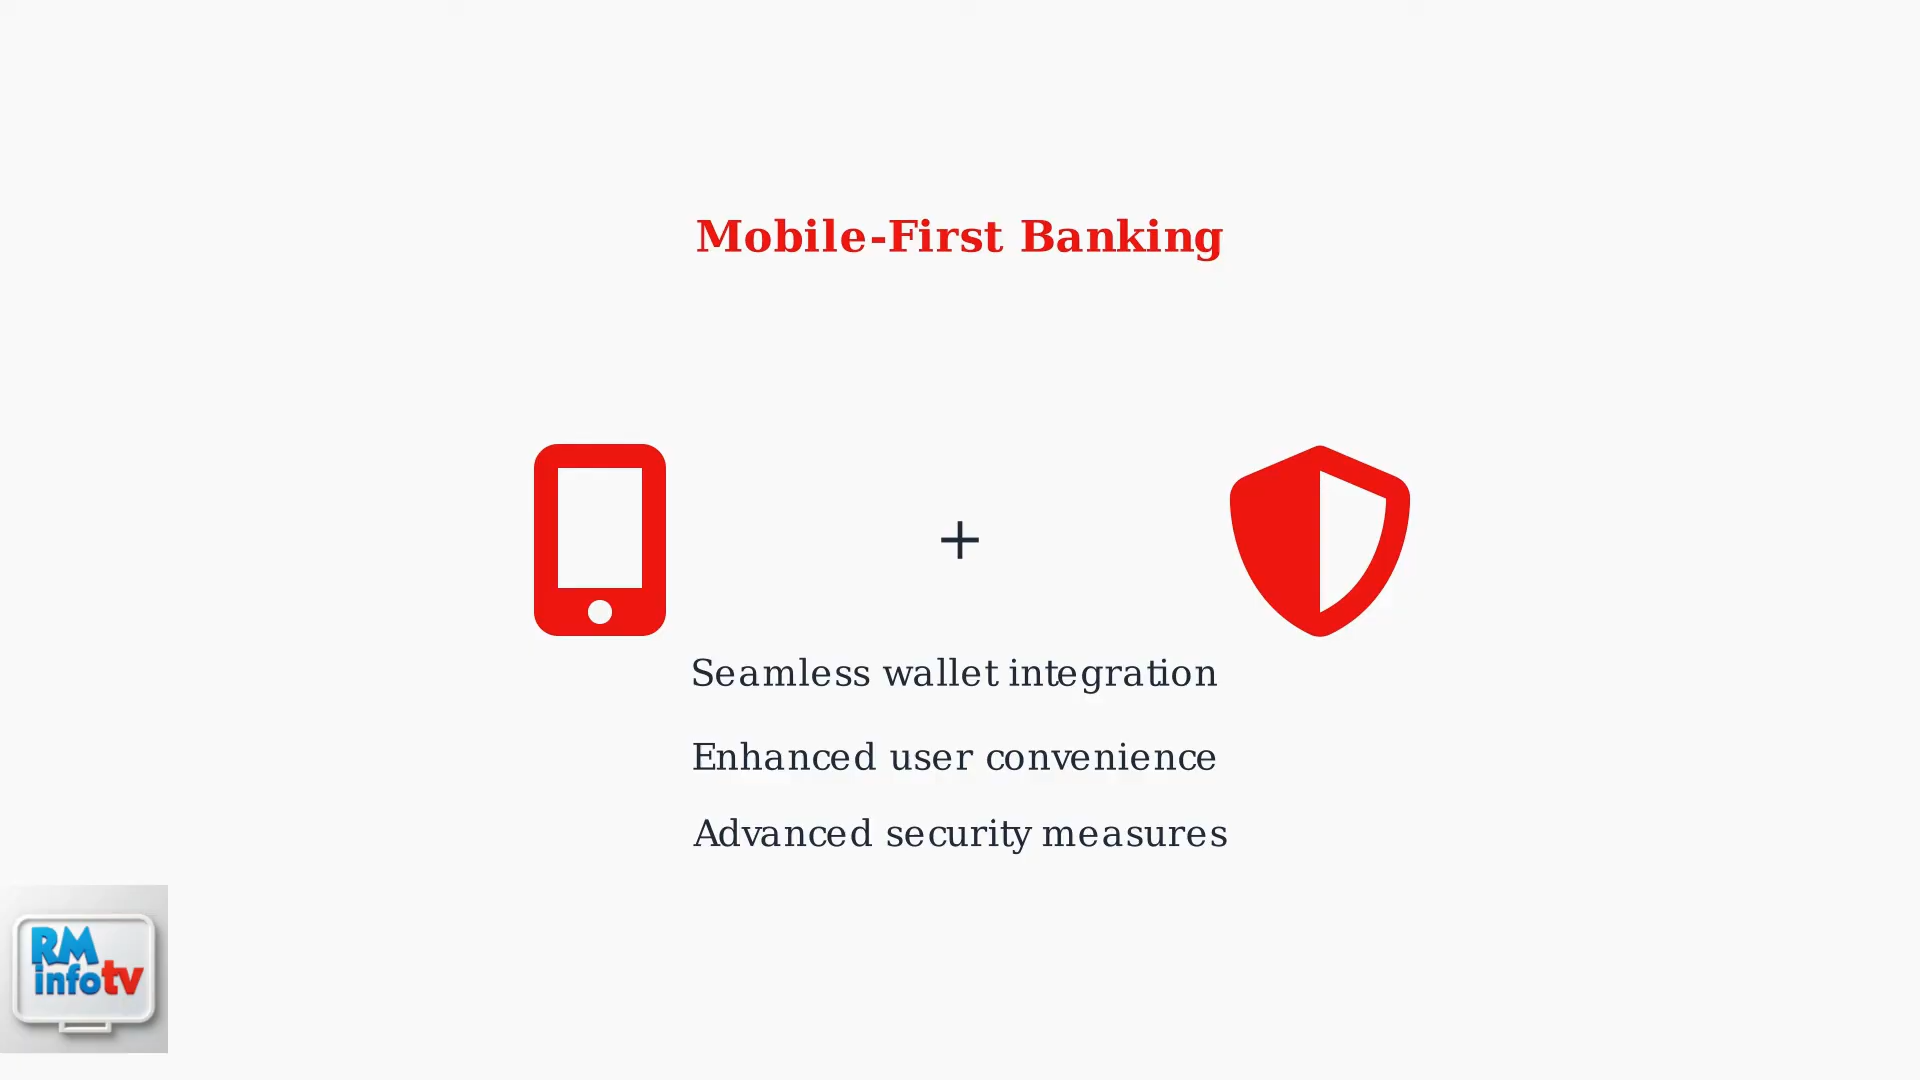 Mobile-First Banking
+
Seamless wallet integration
Enhanced user convenience
Advanced security measures
RM
infotv